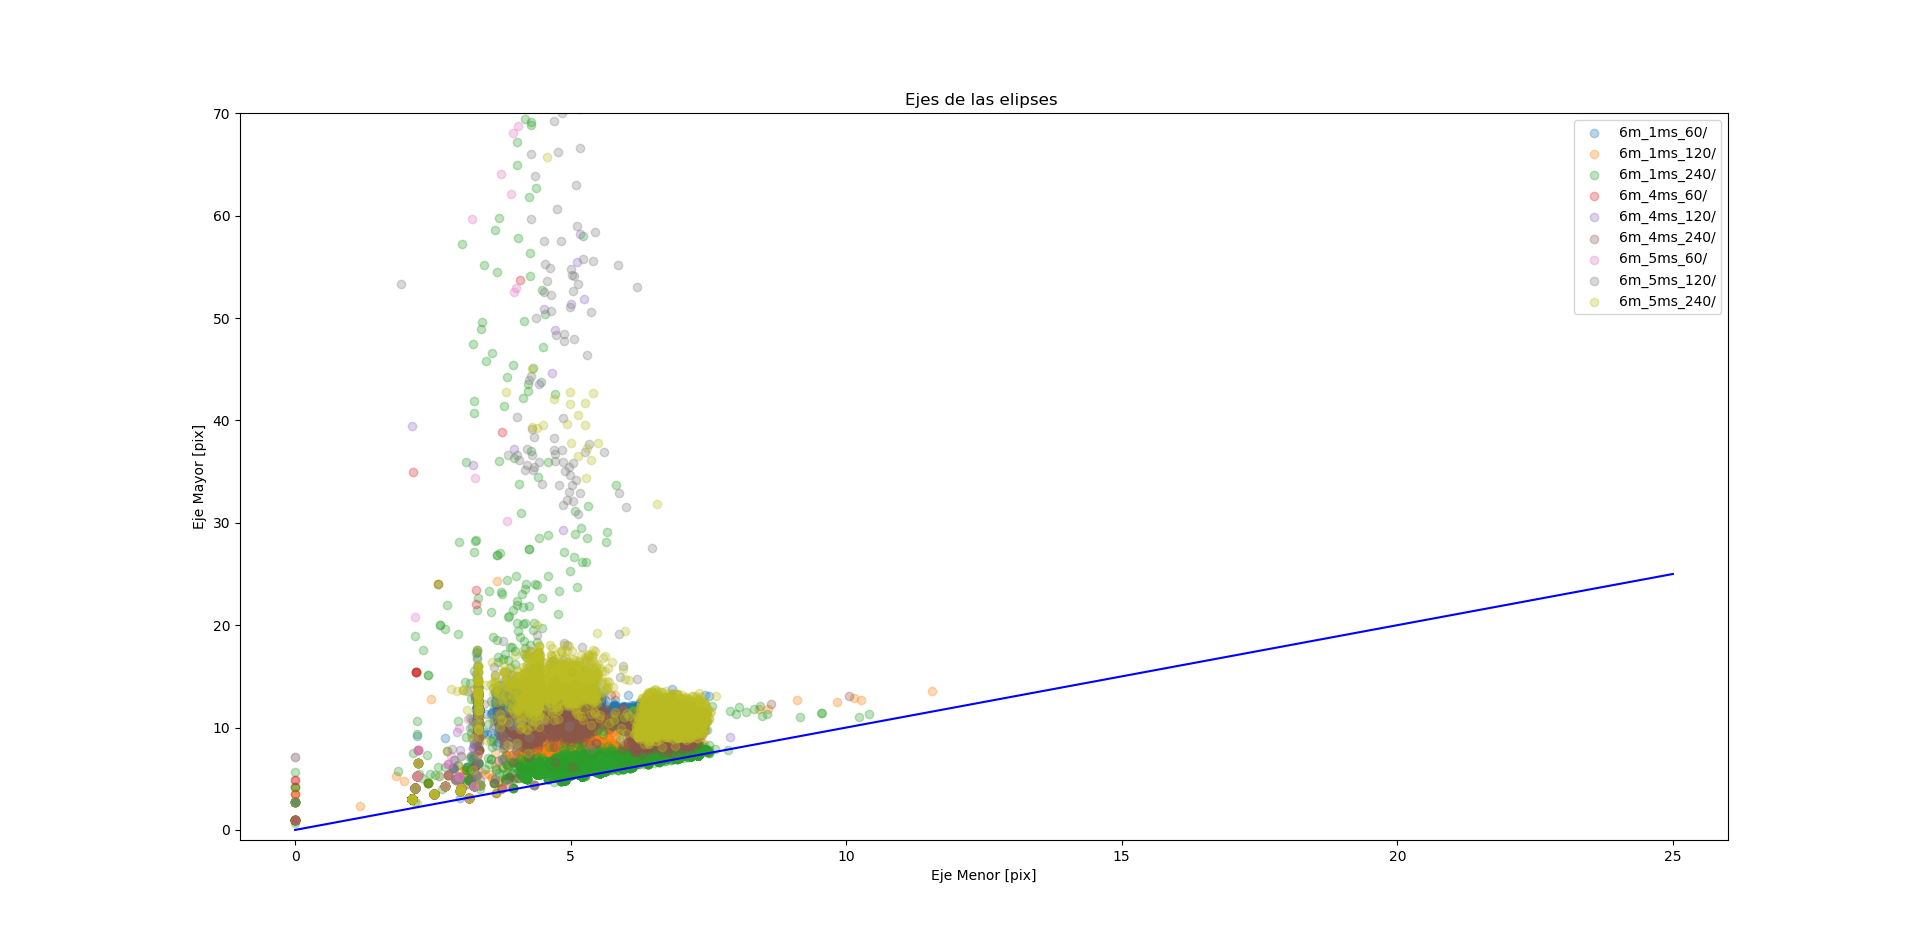 Ejes de las elipses
70
60
50
40
30
20
10
0
Eje Mayor [pix]
0 5 10 15 20 25
Eje Menor [pix]
6m_1ms_60/
6m_1ms_120/
6m_1ms_240/
6m_4ms_60/
6m_4ms_120/
6m_4ms_240/
6m_5ms_60/
6m_5ms_120/
6m_5ms_240/